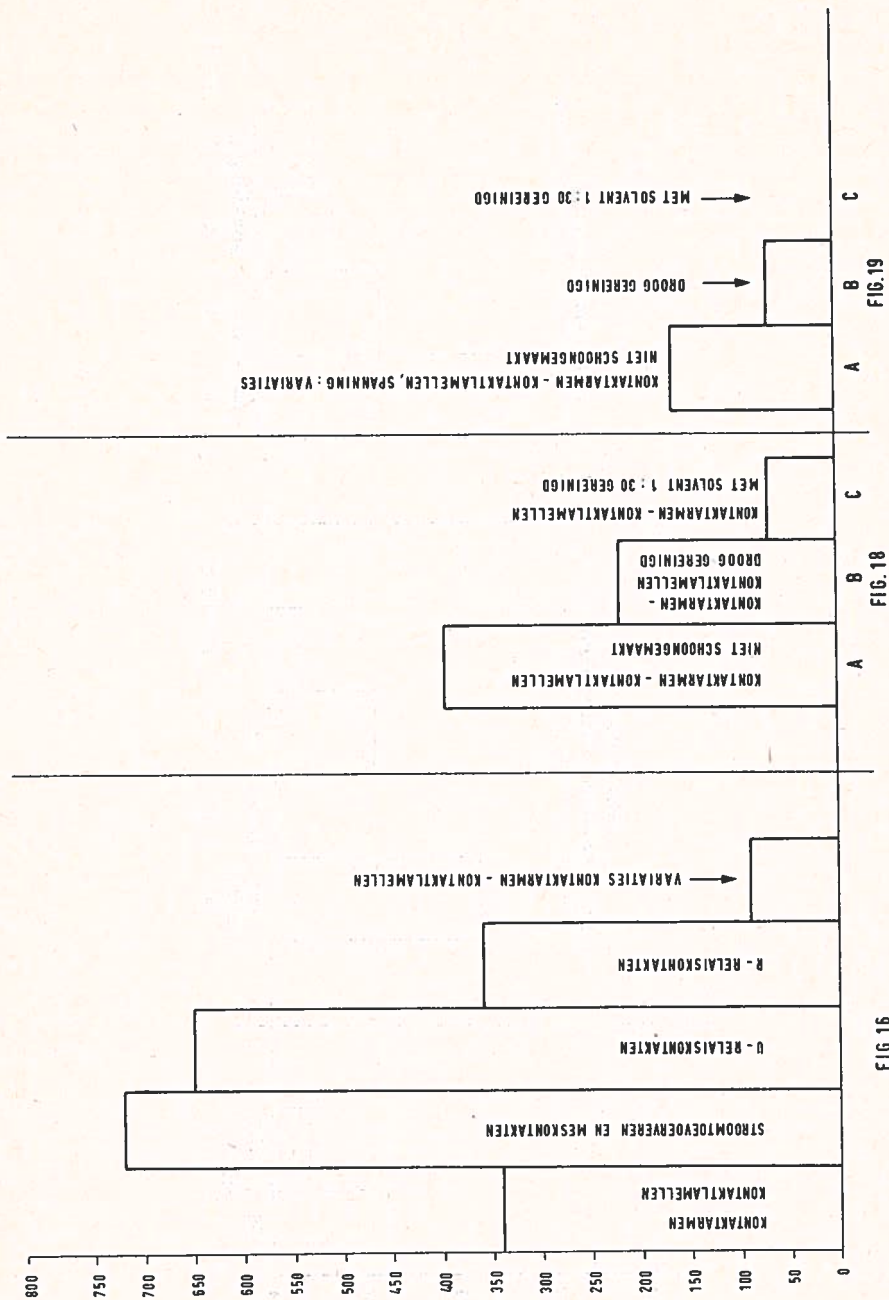 800
750
700
650
600
550
500
450
400
350
300
250
200
150
100
50
0
KONTAKTARMEN
KONTAKTLAMELLEN
STROOMTOEVOERVEREN EN MESKONTAKTEN
U - RELAISKONTAKTEN
R - RELAISKONTAKTEN
VARIATIES KONTAKTARMEN - KONTAKTLAMELLEN
FIG.16
KONTAKTARMEN - KONTAKTLAMELLEN
NIET SCHOONGEMAAKT
KONTAKTARMEN -
KONTAKTLAMELLEN
DROOG GEREINIGD
KONTAKTARMEN - KONTAKTLAMELLEN
MET SOLVENT 1:30 GEREINIGD
A
B
C
FIG.18
KONTAKTARMEN - KONTAKTLAMELLEN, SPANNING: VARIATIES
NIET SCHOONGEMAAKT
DROOG GEREINIGD
MET SOLVENT 1:30 GEREINIGD
A
B
C
FIG.19